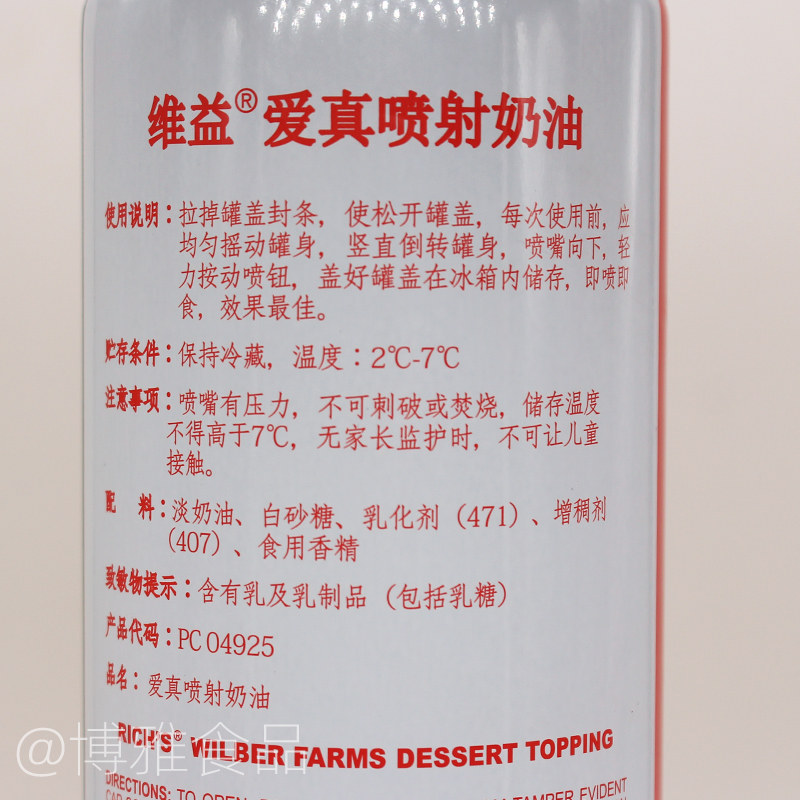 维益®爱真喷射奶油
使用说明：拉掉罐盖封条，使松开罐盖，每次使用前，应
均匀摇动罐身，竖直倒转罐身，喷嘴向下，轻
力按动喷钮，盖好罐盖在冰箱内储存，即喷即
食，效果最佳。
贮存条件：保持冷藏，温度：2℃-7℃
注意事项：喷嘴有压力，不可刺破或焚烧，储存温度
不得高于7℃，无家长监护时，不可让儿童
接触。
配 料：淡奶油、白砂糖、乳化剂（471）、增稠剂
（407）、食用香精
致敏物提示：含有乳及乳制品（包括乳糖）
产品代码：PC 04925
品名：爱真喷射奶油
RICH'S® WILBER FARMS DESSERT TOPPING
DIRECTIONS: TO OPEN, TAMPER EVIDENT
@博雅食品